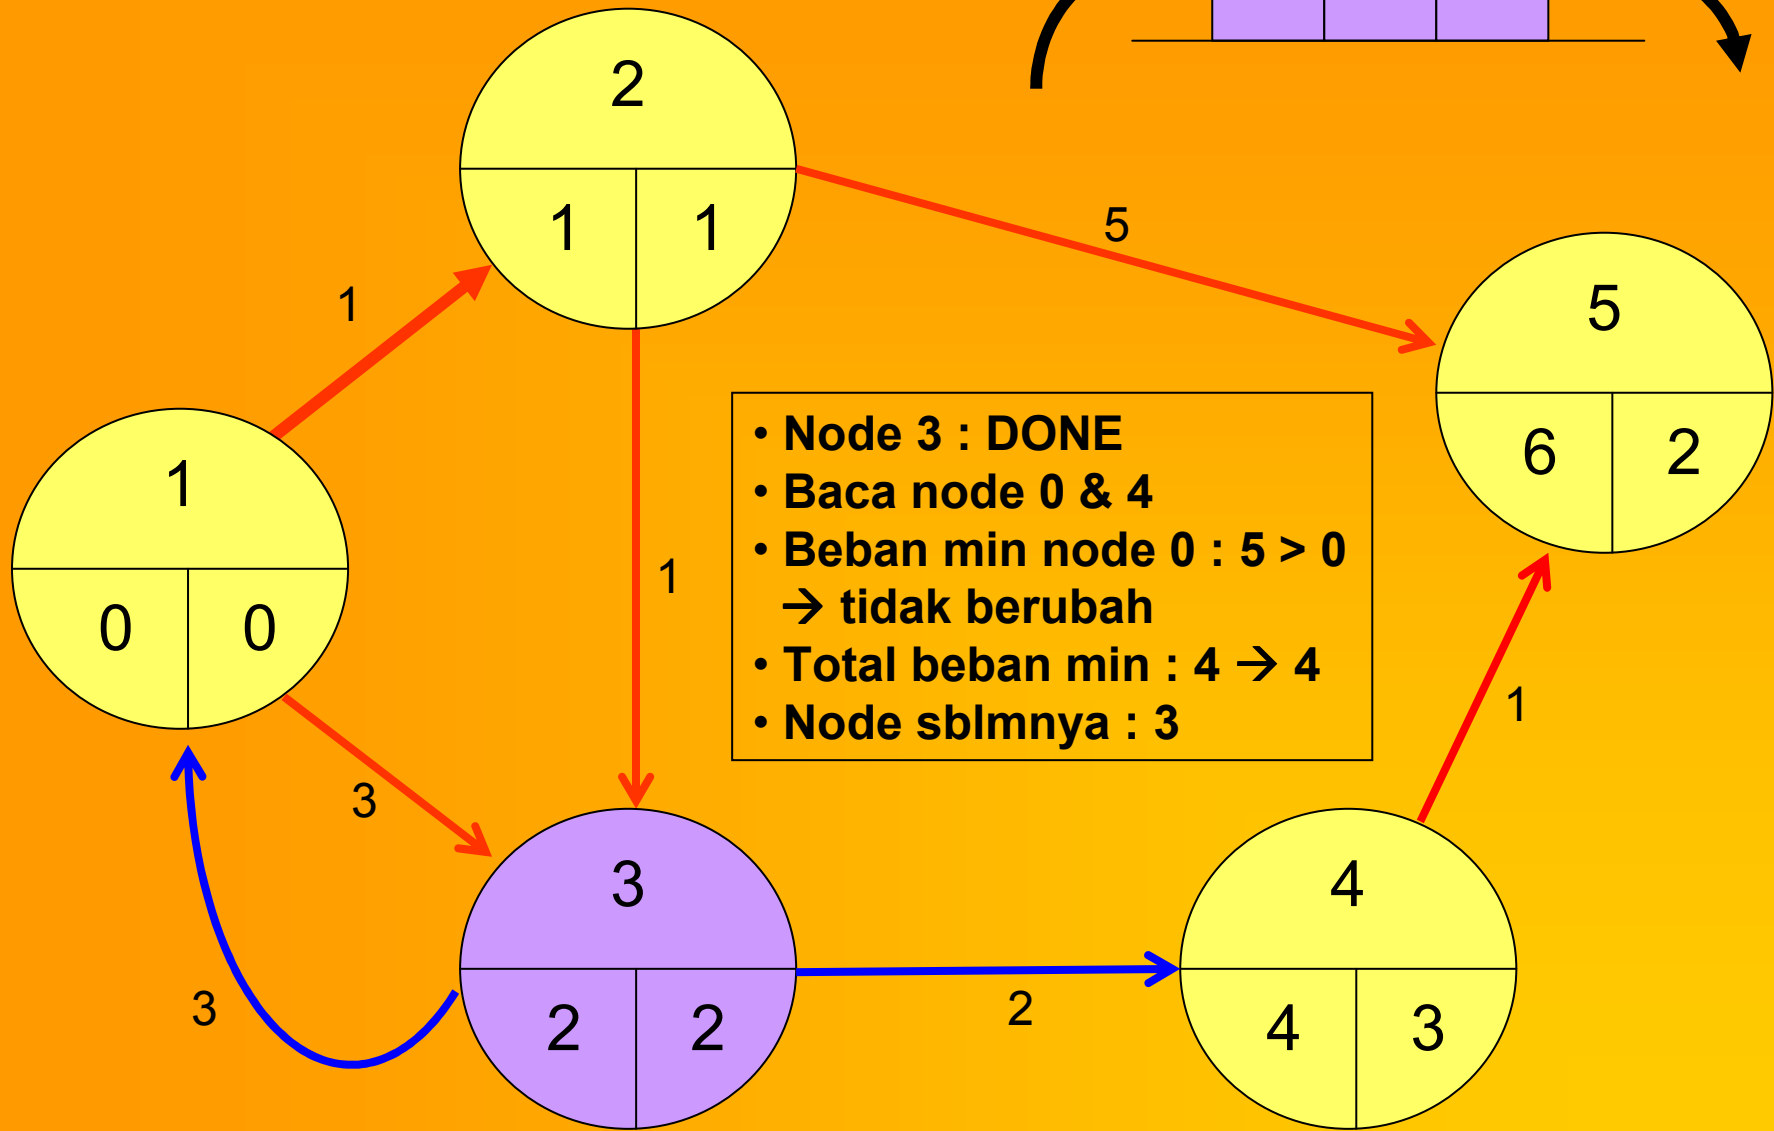 2
1 1
5
1
5
6 2
1
0 0
• Node 3 : DONE
• Baca node 0 & 4
• Beban min node 0 : 5 > 0
→ tidak berubah
• Total beban min : 4 → 4
• Node sblmnya : 3
1
1
3
3
2 2
3
2
4
4 3